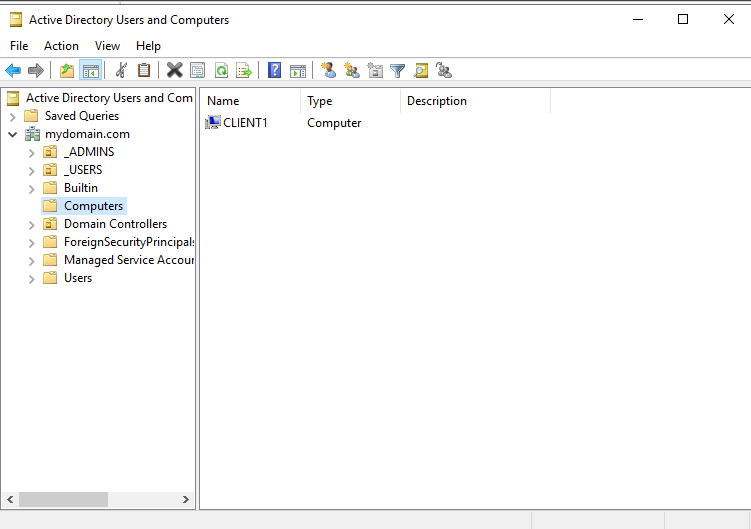 Active Directory Users and Computers
File Action View Help
Active Directory Users and Com
Saved Queries
mydomain.com
_ADMINS
_USERS
Builtin
Computers
Domain Controllers
ForeignSecurityPrincipals
Managed Service Accour
Users
Name Type Description
CLIENT1 Computer